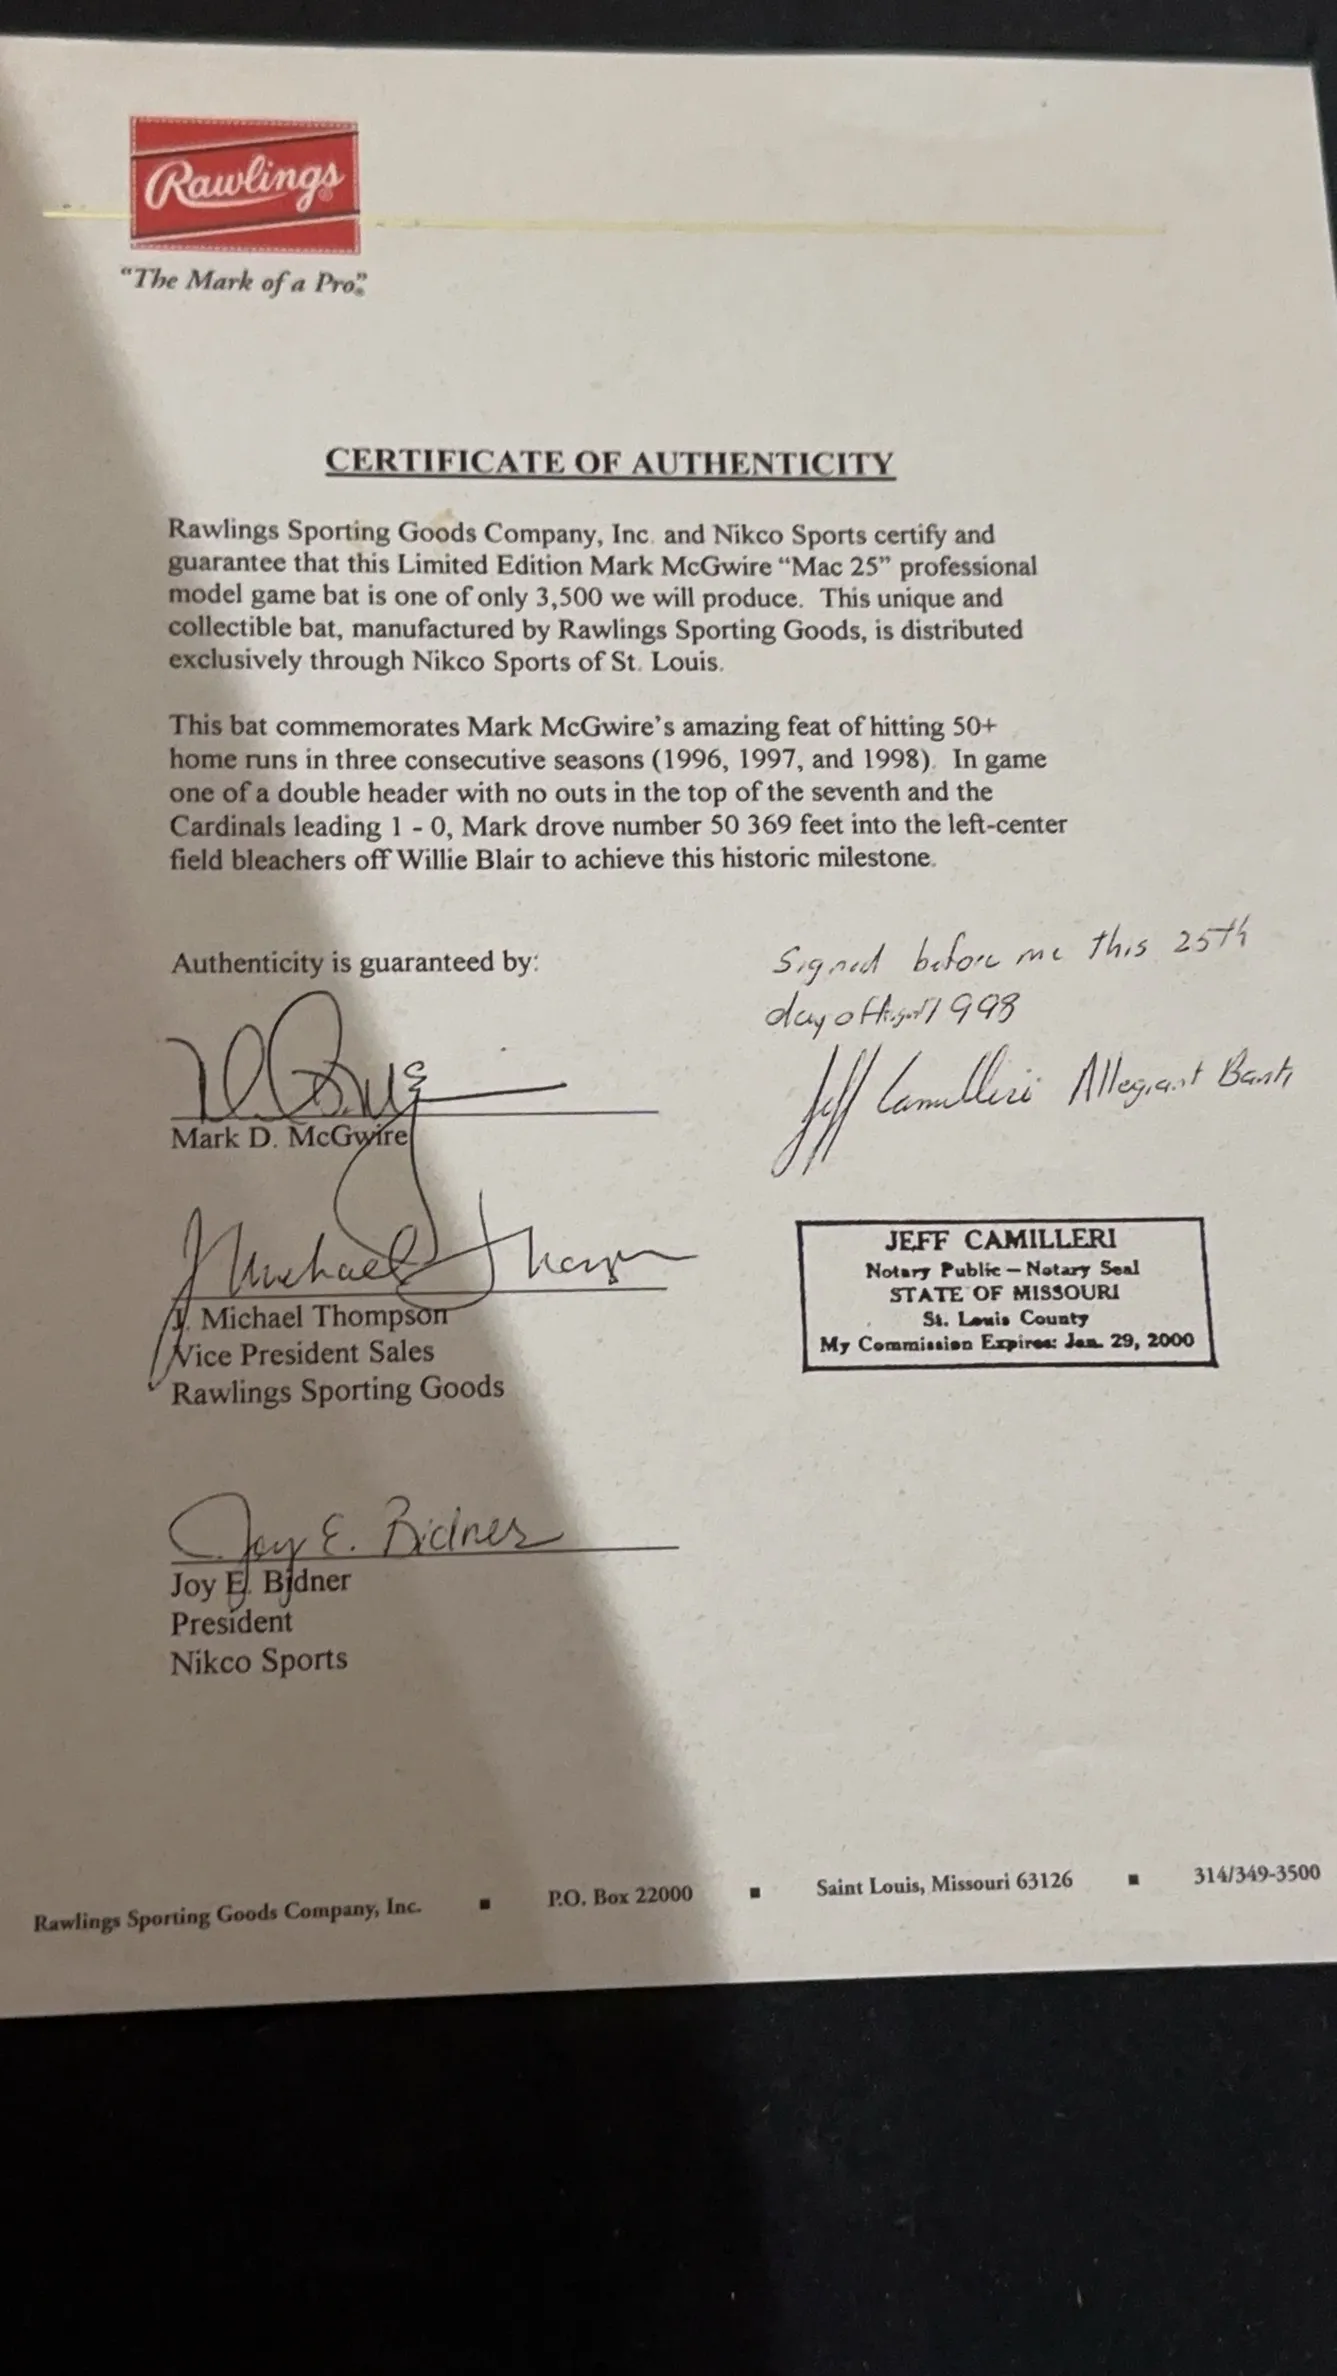 Rawlings®
"The Mark of a Pro"®
CERTIFICATE OF AUTHENTICITY
Rawlings Sporting Goods Company, Inc. and Nikco Sports certify and
guarantee that this Limited Edition Mark McGwire "Mac 25" professional
model game bat is one of only 3,500 we will produce. This unique and
collectible bat, manufactured by Rawlings Sporting Goods, is distributed
exclusively through Nikco Sports of St. Louis.
This bat commemorates Mark McGwire's amazing feat of hitting 50+
home runs in three consecutive seasons (1996, 1997, and 1998). In game
one of a double header with no outs in the top of the seventh and the
Cardinals leading 1 - 0, Mark drove number 50 369 feet into the left-center
field bleachers off Willie Blair to achieve this historic milestone.
Authenticity is guaranteed by:
Mark D. McGwire
J Michael Thompson
J. Michael Thompson
Vice President Sales
Rawlings Sporting Goods
Joy E. Bidner
Joy E. Bidner
President
Nikco Sports
Signed before me this 25th
day of August 1998
Jeff Camilleri Allegiant Bank
JEFF CAMILLERI
Notary Public – Notary Seal
STATE OF MISSOURI
St. Louis County
My Commission Expires: Jan. 29, 2000
Rawlings Sporting Goods Company, Inc. ▪ P.O. Box 22000 ▪ Saint Louis, Missouri 63126 ▪ 314/349-3500